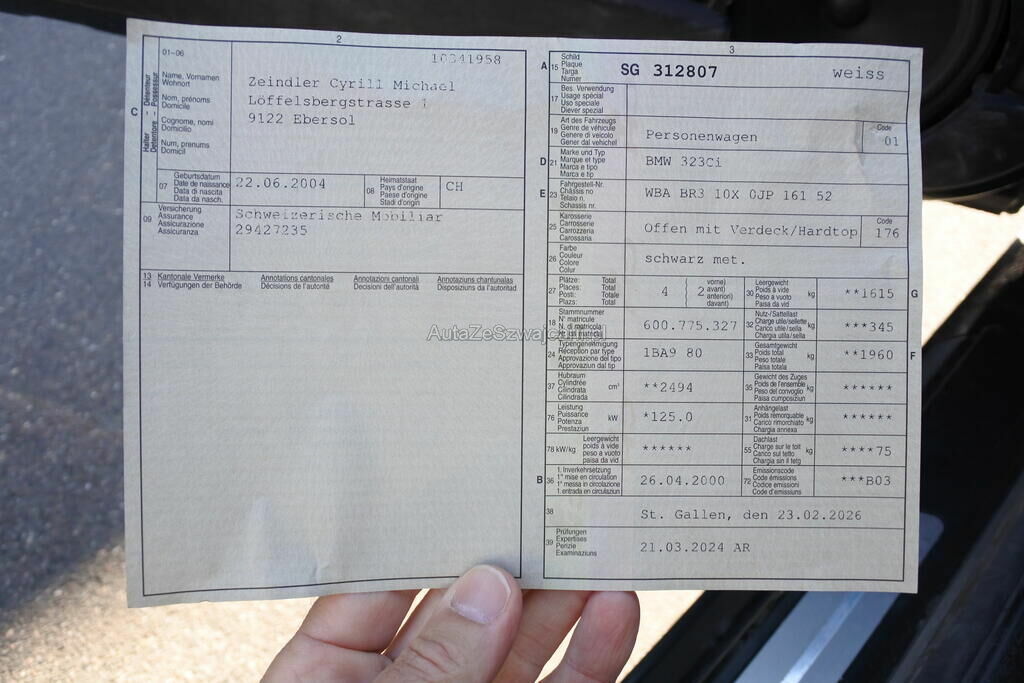 2
01-06
10341958
C
Halter Détenteur
Detentore Possessur
Name, Vornamen
Wohnort
Nom, prénoms
Domicile
Cognome, nomi
Domicilio
Num, prenums
Domicil
Zeindler Cyrill Michael
Löffelsbergstrasse 1
9122 Ebersol
07
Geburtsdatum
Date de naissance
Data di nascita
Data da nasch.
22.06.2004
08
Heimatstaat
Pays d'origine
Paese d'origine
Stadi d'origin
CH
09
Versicherung
Assurance
Assicurazione
Assicuranza
Schweizerische Mobiliar
29427235
13 Kantonale Vermerke
14 Verfügungen der Behörde
Annotations cantonales
Décisions de l'autorité
Annotazioni cantonali
Decisioni dell'autorità
Annotaziuns chantunalas
Disposiziuns da l'autoritad
3
A
15
Schild
Plaque
Targa
Numer
SG 312807
weiss
17
Bes. Verwendung
Usage spécial
Uso speciale
Diever spezial
19
Art des Fahrzeugs
Genre de véhicule
Genere di veicolo
Gener dal vehichel
Personenwagen
Code
01
D
21
Marke und Typ
Marque et type
Marca e tipo
Marca e tip
BMW 323Ci
E
23
Fahrgestell-Nr.
Châssis no
Telaio n.
Schassis nr.
WBA BR3 10X 0JP 161 52
25
Karosserie
Carrosserie
Carrozzeria
Carossaria
Offen mit Verdeck/Hardtop
Code
176
26
Farbe
Couleur
Colore
Colur
schwarz met.
27
Plätze: Total
Places: Total
Posti: Totale
Plazs: Total
4
2
vorne)
avant)
anteriori)
davant)
30
Leergewicht
Poids à vide
Peso a vuoto
Paisa da vid
kg
**1615
G
18
Stammnummer
N° matricule
N. di matricola
600.775.327
32
Nutz-/Sattellast
Charge utile/sellette
Carico utile/sella
Chargia utila/sella
kg
***345
24
Typengenehmigung
Réception par type
Approvazione del tipo
Approvaziun dal tip
1BA9 80
33
Gesamtgewicht
Poids total
Peso totale
Paisa totala
kg
**1960
F
37
Hubraum
Cylindrée
Cilindrata
Cilindrada
cm³
**2494
35
Gewicht des Zuges
Poids de l'ensemble
Peso del convoglio
Paisa cumposiziun
kg
******
76
Leistung
Puissance
Potenza
Prestaziun
kW
*125.0
31
Anhängelast
Poids remorquable
Carico rimorchiato
Chargia annexa
kg
******
78 kW/kg
Leergewicht
poids à vide
peso a vuoto
paisa da vid
******
55
Dachlast
Charge sur le toit
Carico sul tetto
Chargia sin il tetg
kg
****75
B
36
1. Inverkehrsetzung
1re mise en circulation
1a messa in circolazione
1. entrada en circulaziun
26.04.2000
72
Emissionscode
Code émissions
Codice emissioni
Code d'emissiuns
***B03
38
St. Gallen, den 23.02.2026
39
Prüfungen
Expertises
Perizie
Examinaziuns
21.03.2024 AR
AutaZeSzwajcarii.pl